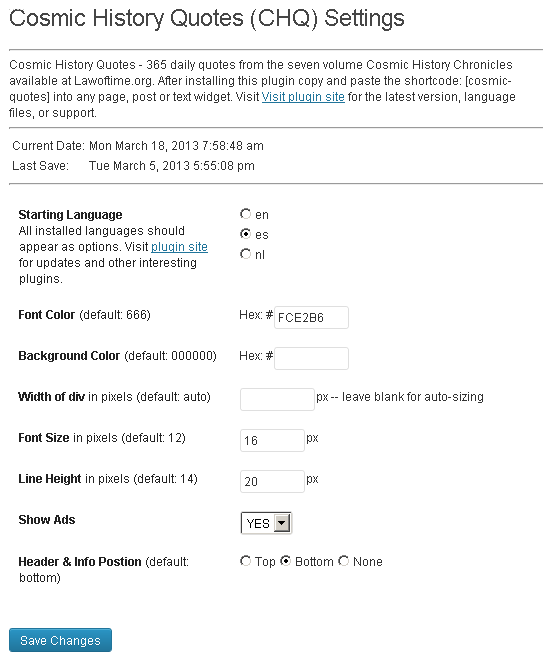 Cosmic History Quotes (CHQ) Settings
Cosmic History Quotes - 365 daily quotes from the seven volume Cosmic History Chronicles
available at Lawoftime.org. After installing this plugin copy and paste the shortcode: [cosmic-
quotes] into any page, post or text widget. Visit Visit plugin site for the latest version, language
files, or support.
Current Date: Mon March 18, 2013 7:58:48 am
Last Save: Tue March 5, 2013 5:55:08 pm
Starting Language
All installed languages should
appear as options. Visit plugin site
for updates and other interesting
plugins.
en
es
nl
Font Color (default: 666) Hex: # FCE2B6
Background Color (default: 000000) Hex: #
Width of div in pixels (default: auto) px -- leave blank for auto-sizing
Font Size in pixels (default: 12) 16 px
Line Height in pixels (default: 14) 20 px
Show Ads YES
Header & Info Postion (default:
bottom)
Top Bottom None
Save Changes